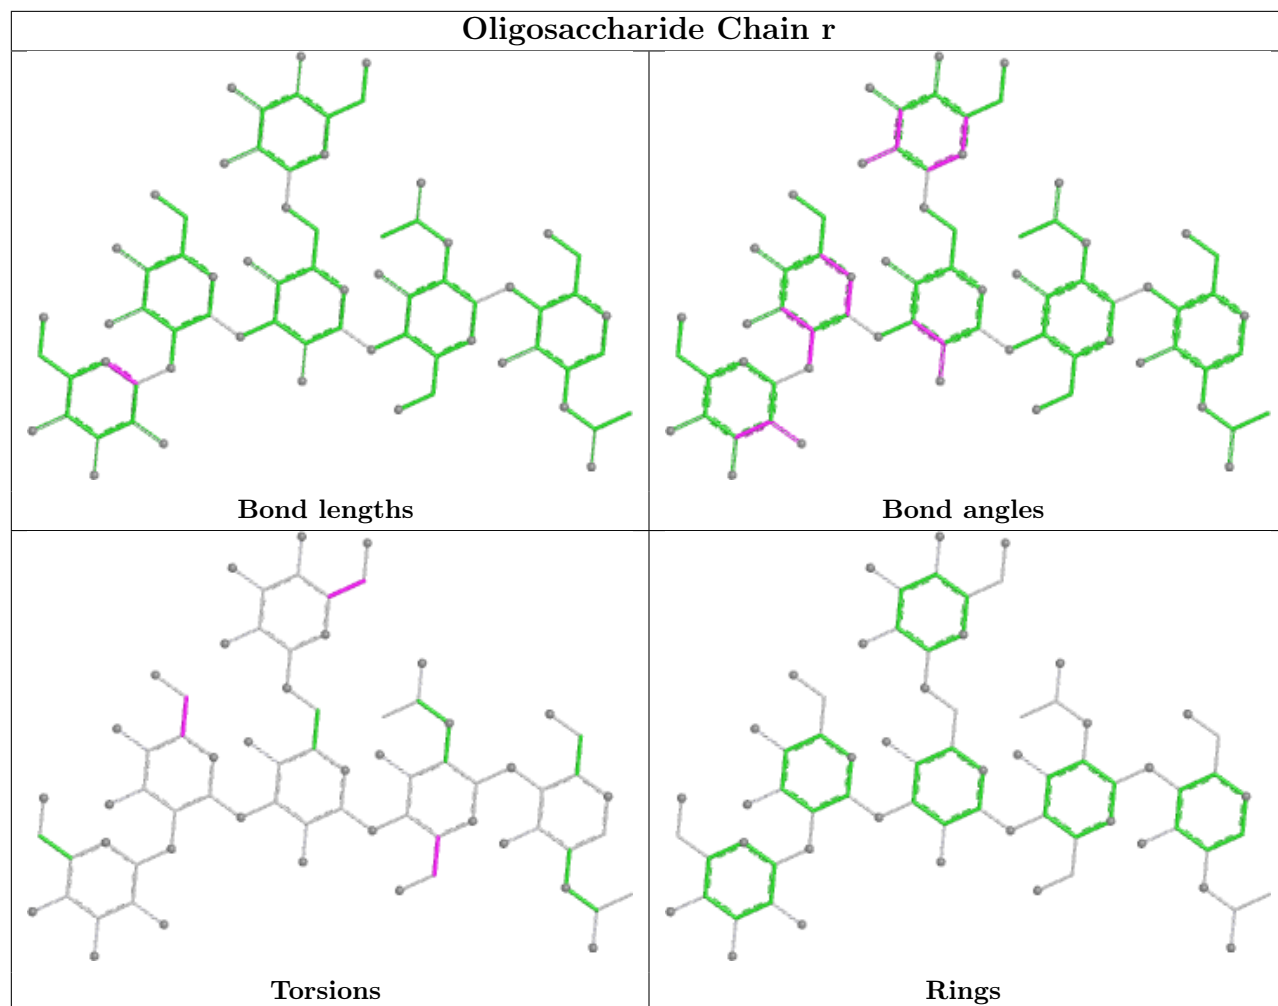 Oligosaccharide Chain r
Bond lengths
Bond angles
Torsions
Rings